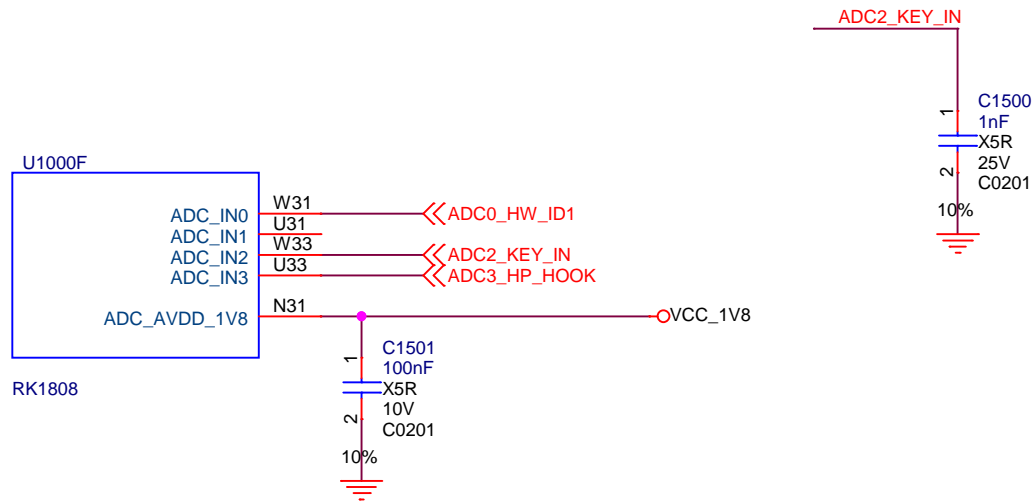 ADC2_KEY_IN
1
C1500
1nF
X5R
25V
C0201
2
10%
U1000F
ADC_IN0
W31
ADC0_HW_ID1
ADC_IN1
U31
ADC_IN2
W33
ADC2_KEY_IN
ADC_IN3
U33
ADC3_HP_HOOK
ADC_AVDD_1V8
N31
VCC_1V8
RK1808
1
C1501
100nF
X5R
10V
C0201
2
10%